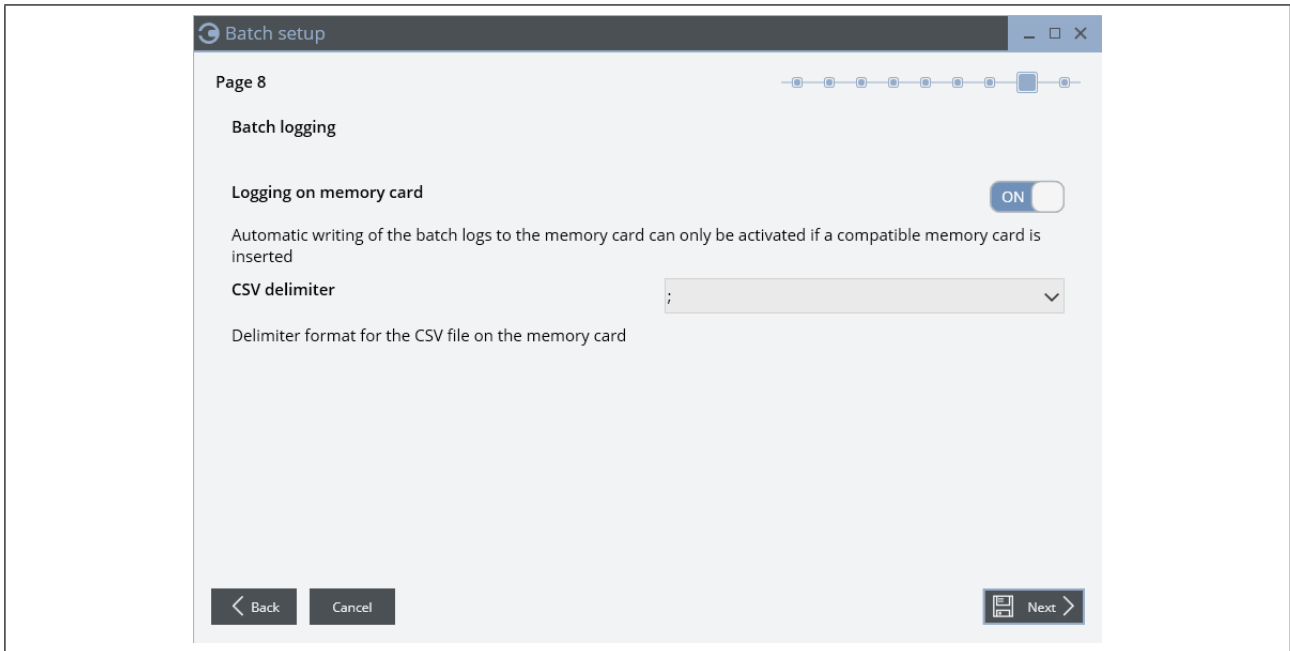 Batch setup
Page 8
Batch logging
Logging on memory card
ON
Automatic writing of the batch logs to the memory card can only be activated if a compatible memory card is
inserted
CSV delimiter
;
Delimiter format for the CSV file on the memory card
Back
Cancel
Next